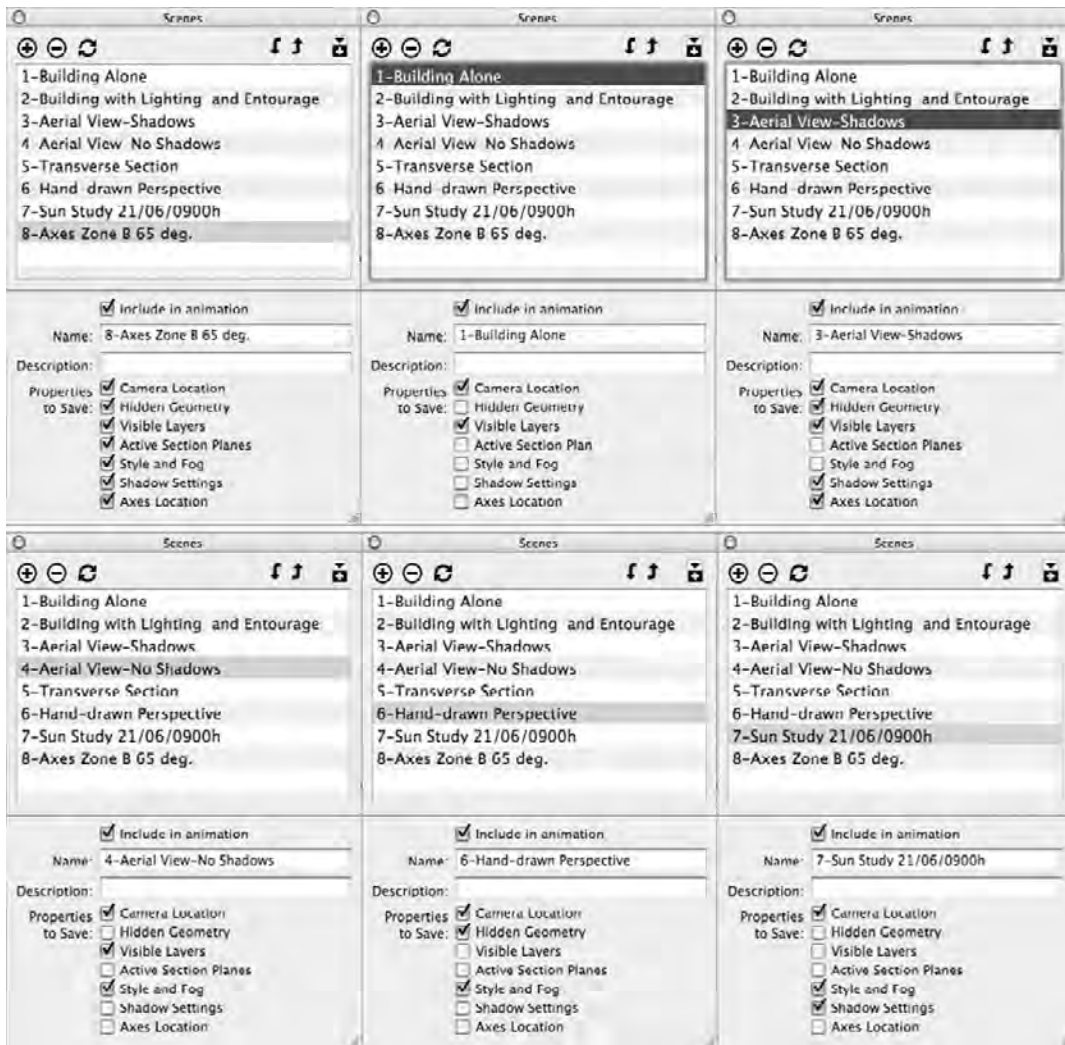 Scenes
1-Building Alone
2-Building with Lighting and Entourage
3-Aerial View-Shadows
4-Aerial View-No Shadows
5-Transverse Section
6-Hand-drawn Perspective
7-Sun Study 21/06/0900h
8-Axes Zone B 65 deg.
Include in animation
Name: 8-Axes Zone B 65 deg.
Description:
Properties to Save:
Camera Location
Hidden Geometry
Visible Layers
Active Section Planes
Style and Fog
Shadow Settings
Axes Location
Scenes
1-Building Alone
2-Building with Lighting and Entourage
3-Aerial View-Shadows
4-Aerial View-No Shadows
5-Transverse Section
6-Hand-drawn Perspective
7-Sun Study 21/06/0900h
8-Axes Zone B 65 deg.
Include in animation
Name: 1-Building Alone
Description:
Properties to Save:
Camera Location
Hidden Geometry
Visible Layers
Active Section Plan
Style and Fog
Shadow Settings
Axes Location
Scenes
1-Building Alone
2-Building with Lighting and Entourage
3-Aerial View-Shadows
4-Aerial View-No Shadows
5-Transverse Section
6-Hand-drawn Perspective
7-Sun Study 21/06/0900h
8-Axes Zone B 65 deg.
Include in animation
Name: 3-Aerial View-Shadows
Description:
Properties to Save:
Camera Location
Hidden Geometry
Visible Layers
Active Section Planes
Style and Fog
Shadow Settings
Axes Location
Scenes
1-Building Alone
2-Building with Lighting and Entourage
3-Aerial View-Shadows
4-Aerial View-No Shadows
5-Transverse Section
6-Hand-drawn Perspective
7-Sun Study 21/06/0900h
8-Axes Zone B 65 deg.
Include in animation
Name: 4-Aerial View-No Shadows
Description:
Properties to Save:
Camera Location
Hidden Geometry
Visible Layers
Active Section Planes
Style and Fog
Shadow Settings
Axes Location
Scenes
1-Building Alone
2-Building with Lighting and Entourage
3-Aerial View-Shadows
4-Aerial View-No Shadows
5-Transverse Section
6-Hand-drawn Perspective
7-Sun Study 21/06/0900h
8-Axes Zone B 65 deg.
Include in animation
Name: 6-Hand-drawn Perspective
Description:
Properties to Save:
Camera Location
Hidden Geometry
Visible Layers
Active Section Planes
Style and Fog
Shadow Settings
Axes Location
Scenes
1-Building Alone
2-Building with Lighting and Entourage
3-Aerial View-Shadows
4-Aerial View-No Shadows
5-Transverse Section
6-Hand-drawn Perspective
7-Sun Study 21/06/0900h
8-Axes Zone B 65 deg.
Include in animation
Name: 7-Sun Study 21/06/0900h
Description:
Properties to Save:
Camera Location
Hidden Geometry
Visible Layers
Active Section Planes
Style and Fog
Shadow Settings
Axes Location